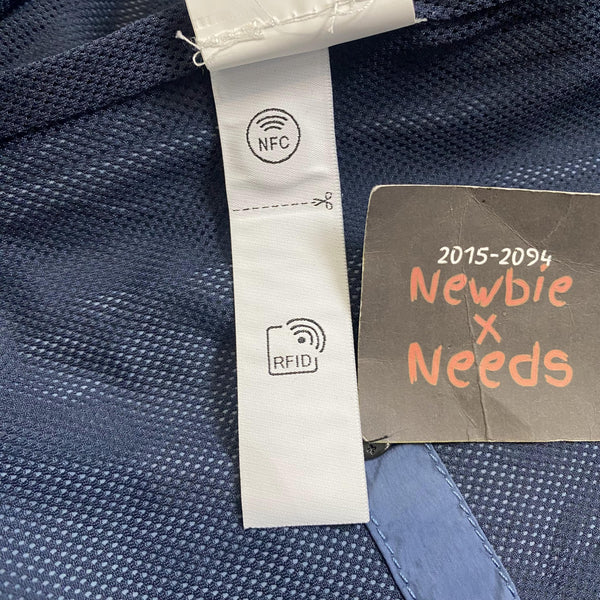 NFC
RFID
2015-2094
Newbie
x
Needs